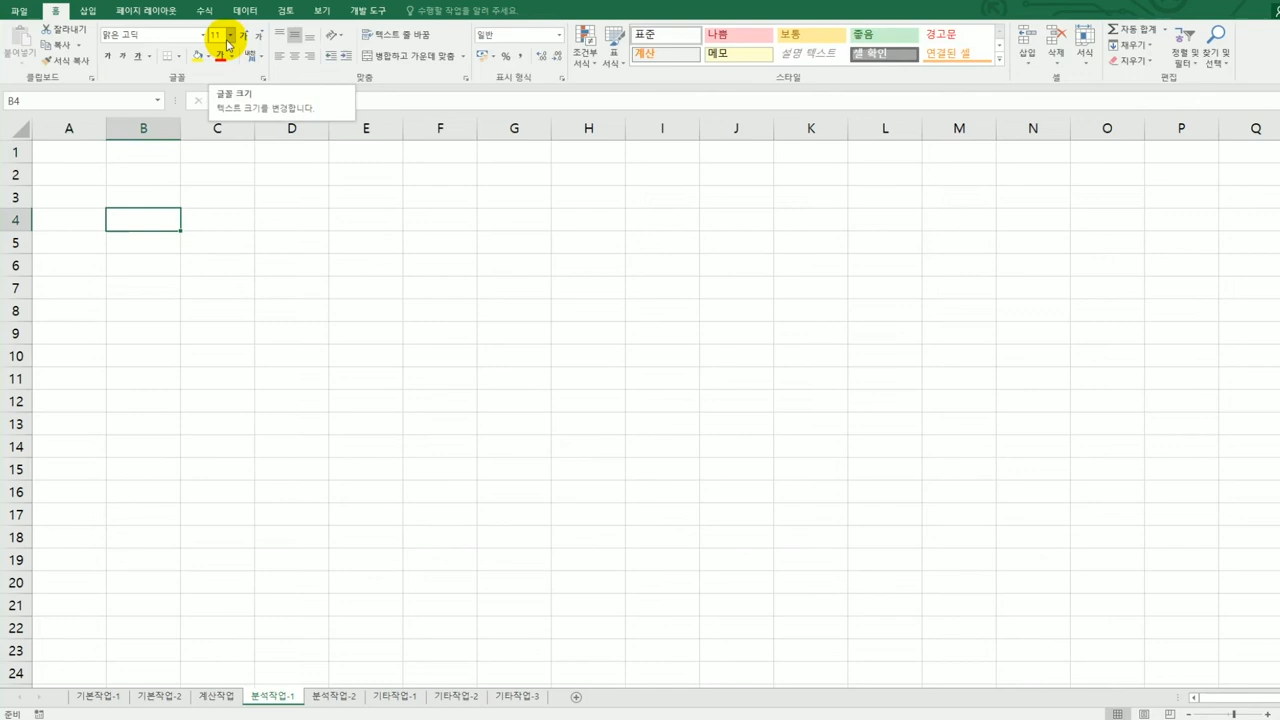 파일 홈 삽입 페이지 레이아웃 수식 데이터 검토 보기 개발 도구 수행할 작업을 알려 주세요.
붙여넣기 잘라내기 복사 서식 복사 클립보드
맑은 고딕 11 가 가 가 가 가 가 글꼴
텍스트 줄 바꿈 병합하고 가운데 맞춤 맞춤
일반 % , 표시 형식
조건부 서식 표 서식
표준 나쁨 보통 좋음 경고문
계산 메모 설명 텍스트 셀 확인 연결된 셀
스타일
삽입 삭제 서식 셀
자동 합계 채우기 지우기 정렬 및 필터 찾기 및 선택 편집
B4
글꼴 크기
텍스트 크기를 변경합니다.
A B C D E F G H I J K L M N O P Q
1
2
3
4
5
6
7
8
9
10
11
12
13
14
15
16
17
18
19
20
21
22
23
24
기본작업-1 기본작업-2 계산작업 분석작업-1 분석작업-2 기타작업-1 기타작업-2 기타작업-3
준비